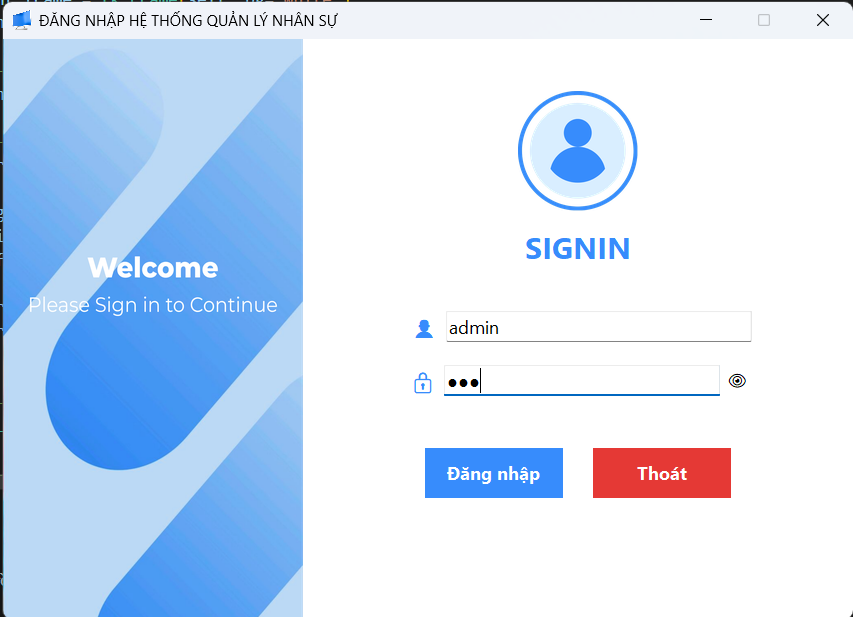 ĐĂNG NHẬP HỆ THỐNG QUẢN LÝ NHÂN SỰ
Welcome
Please Sign in to Continue
SIGNIN
admin
●●●
Đăng nhập
Thoát